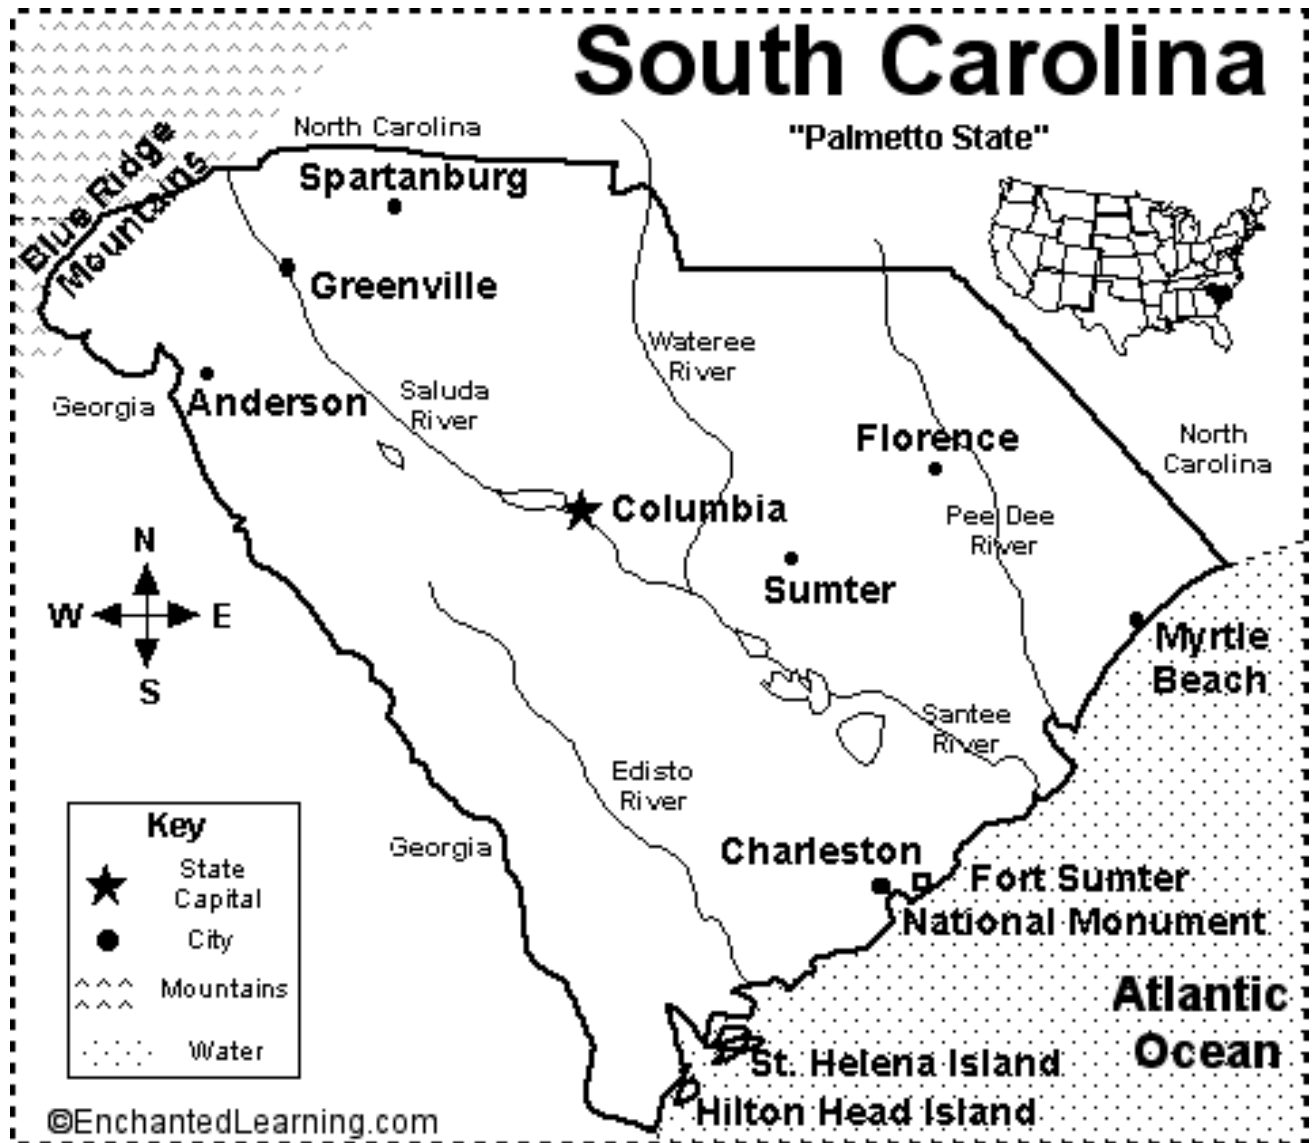 South Carolina
"Palmetto State"
North Carolina
Blue Ridge
Mountains
Spartanburg
Greenville
Wateree
River
Anderson
Georgia
Saluda
River
Florence
North
Carolina
Columbia
Pee Dee
River
N
W E
S
Sumter
Myrtle
Beach
Santee
River
Edisto
River
Georgia
Charleston
Fort Sumter
National Monument
Key
State
Capital
City
Mountains
Water
Atlantic
Ocean
St. Helena Island
Hilton Head Island
©EnchantedLearning.com